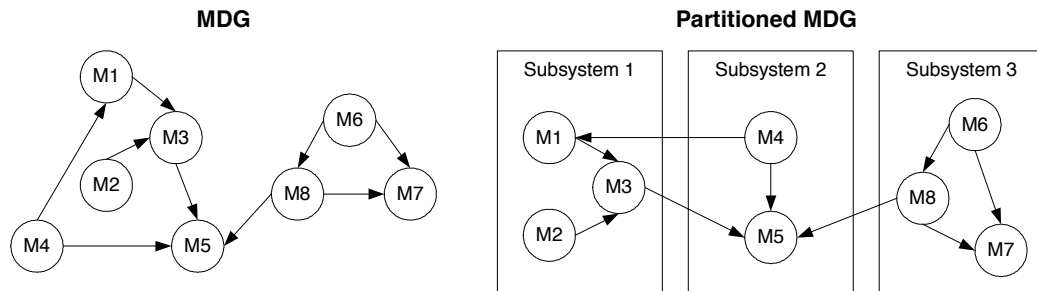 MDG
M1
M3
M2
M4
M5
M6
M8
M7
Partitioned MDG
Subsystem 1
M1
M3
M2
Subsystem 2
M4
M5
Subsystem 3
M6
M8
M7